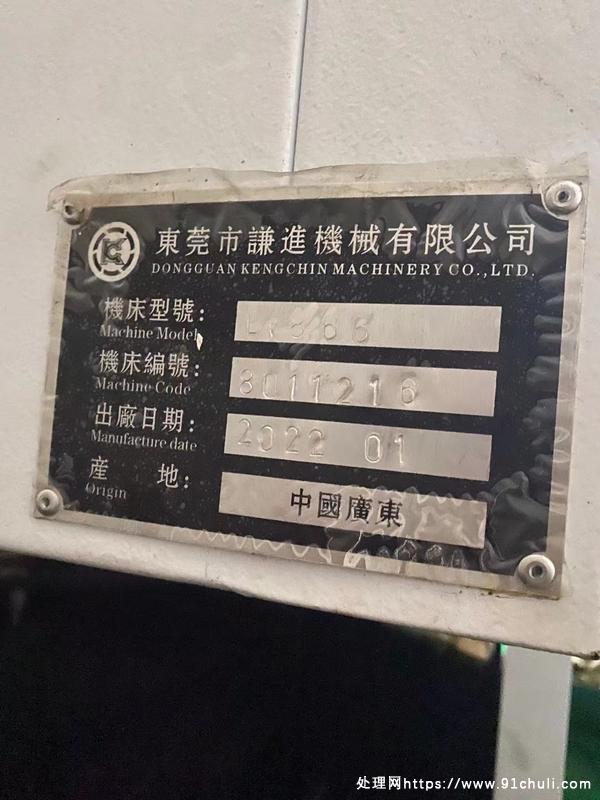 東莞市謙進機械有限公司
DONGGUAN KENGCHIN MACHINERY CO.,LTD.
機床型號：
Machine Model
機床編號：
Machine Code
8011216
出廠日期：
Manufacture date
2022 01
產 地：
Origin
中國廣東
处理网https://www.91chuli.com